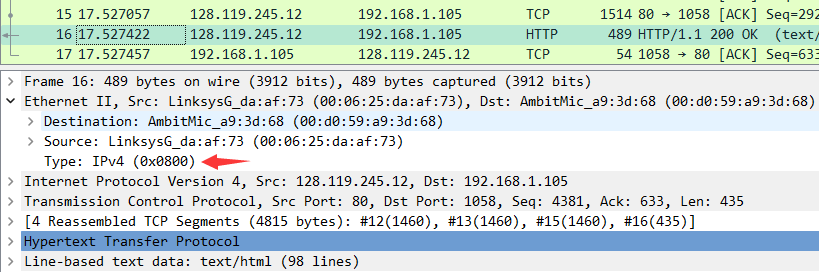 15 17.527057 128.119.245.12 192.168.1.105 TCP 1514 80 → 1058 [ACK] Seq=292
16 17.527422 128.119.245.12 192.168.1.105 HTTP 489 HTTP/1.1 200 OK (text/
17 17.527457 192.168.1.105 128.119.245.12 TCP 54 1058 → 80 [ACK] Seq=633
Frame 16: 489 bytes on wire (3912 bits), 489 bytes captured (3912 bits)
Ethernet II, Src: LinksysG_da:af:73 (00:06:25:da:af:73), Dst: AmbitMic_a9:3d:68 (00:d0:59:a9:3d:68)
Destination: AmbitMic_a9:3d:68 (00:d0:59:a9:3d:68)
Source: LinksysG_da:af:73 (00:06:25:da:af:73)
Type: IPv4 (0x0800)
Internet Protocol Version 4, Src: 128.119.245.12, Dst: 192.168.1.105
Transmission Control Protocol, Src Port: 80, Dst Port: 1058, Seq: 4381, Ack: 633, Len: 435
[4 Reassembled TCP Segments (4815 bytes): #12(1460), #13(1460), #15(1460), #16(435)]
Hypertext Transfer Protocol
Line-based text data: text/html (98 lines)